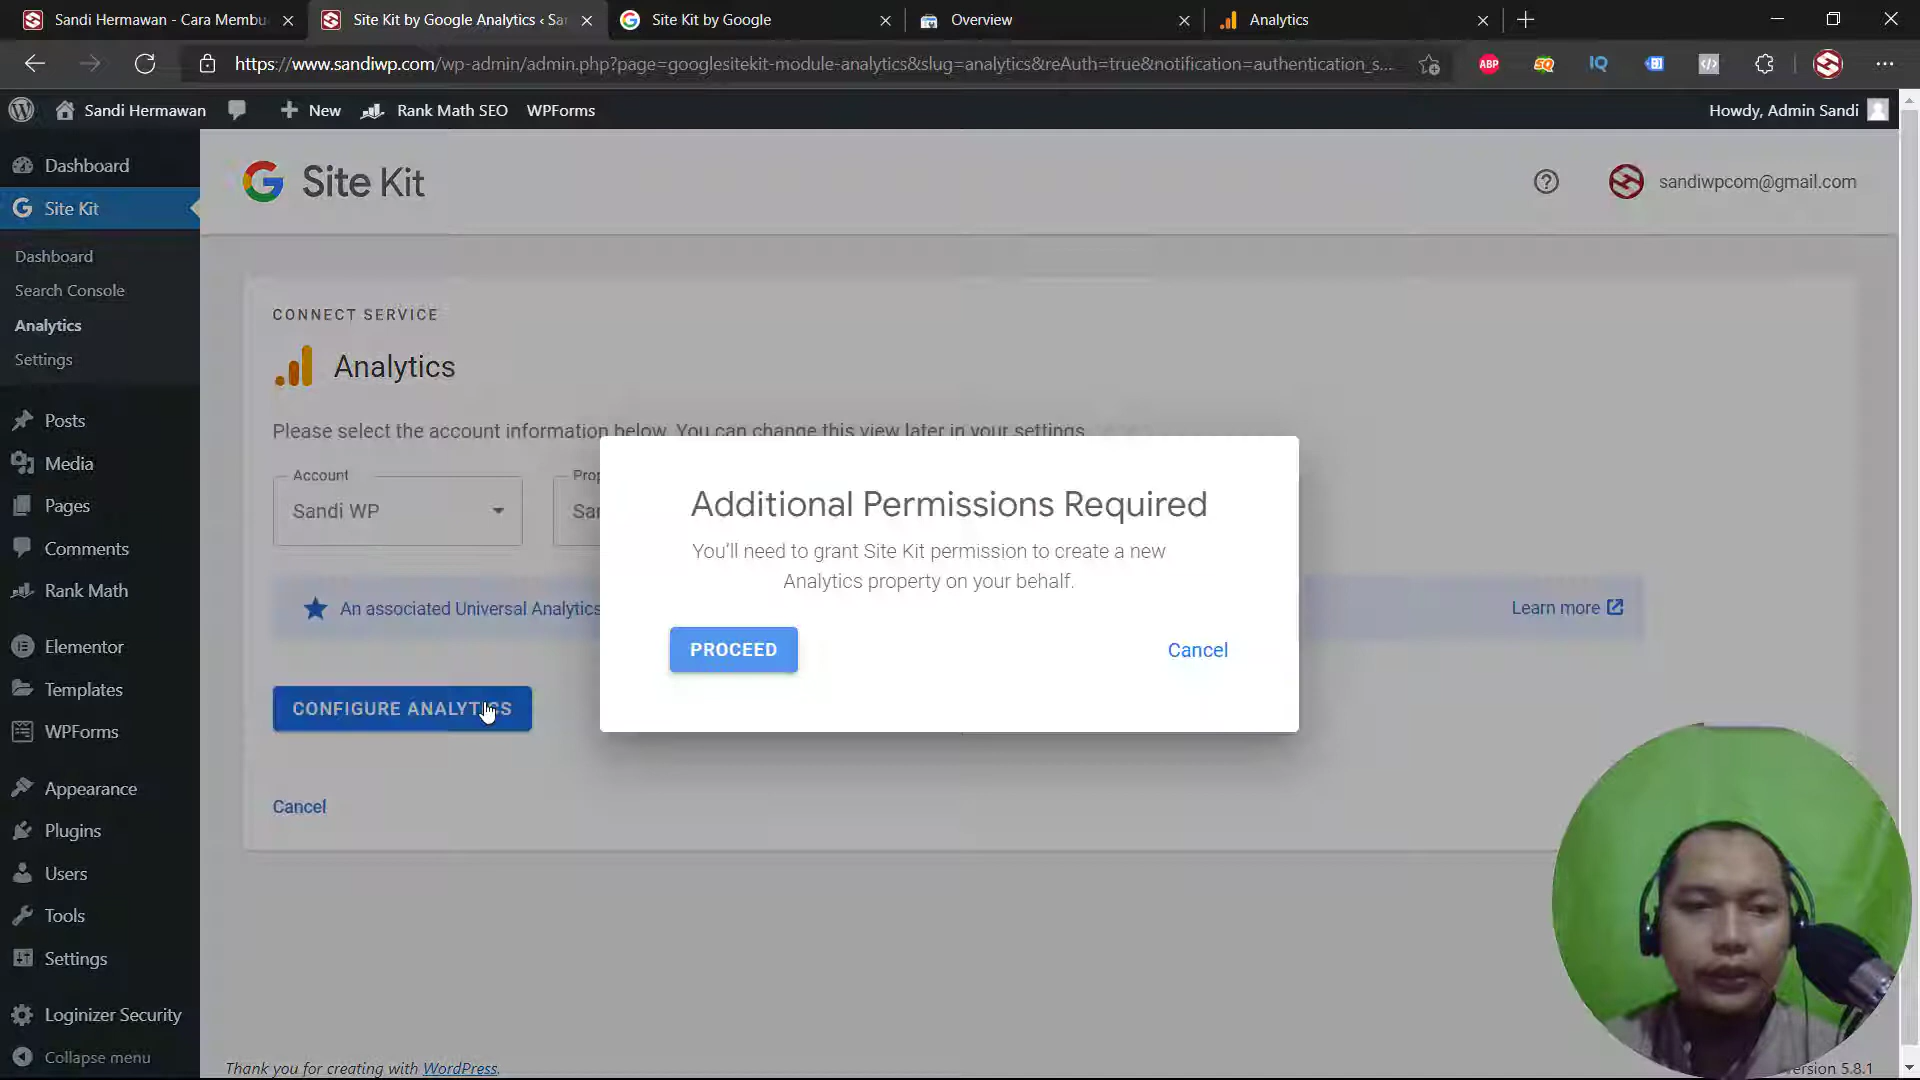 Sandi Hermawan - Cara Membu
Site Kit by Google Analytics ‹ Sa
Site Kit by Google
Overview
Analytics
https://www.sandiwp.com/wp-admin/admin.php?page=googlesitekit-module-analytics&slug=analytics&reAuth=true&notification=authentication_s...
ABP
SQ
IQ
Sandi Hermawan
New
Rank Math SEO
WPForms
Howdy, Admin Sandi
Dashboard
Site Kit
Dashboard
Search Console
Analytics
Settings
Posts
Media
Pages
Comments
Rank Math
Elementor
Templates
WPForms
Appearance
Plugins
Users
Tools
Settings
Loginizer Security
Collapse menu
Site Kit
sandiwpcom@gmail.com
CONNECT SERVICE
Analytics
Please select the account information below. You can change this view later in your settings.
Account
Sandi WP
Prop
San
An associated Universal Analytics
Learn more
CONFIGURE ANALYTICS
Cancel
Additional Permissions Required
You'll need to grant Site Kit permission to create a new
Analytics property on your behalf.
PROCEED
Cancel
Thank you for creating with WordPress.
ersion 5.8.1